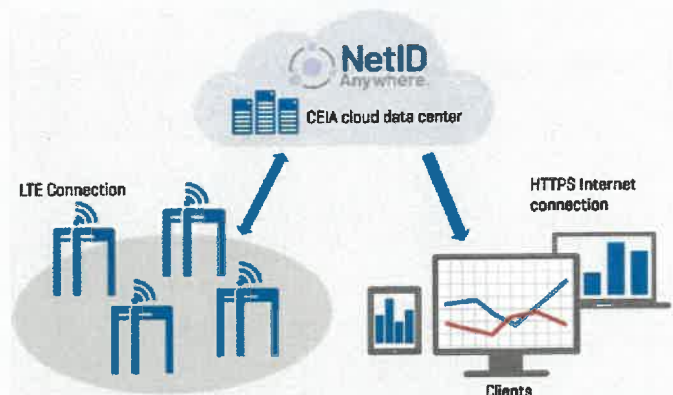 NetID
Anywhere
CEIA cloud data center
LTE Connection
HTTPS Internet
connection
Clients